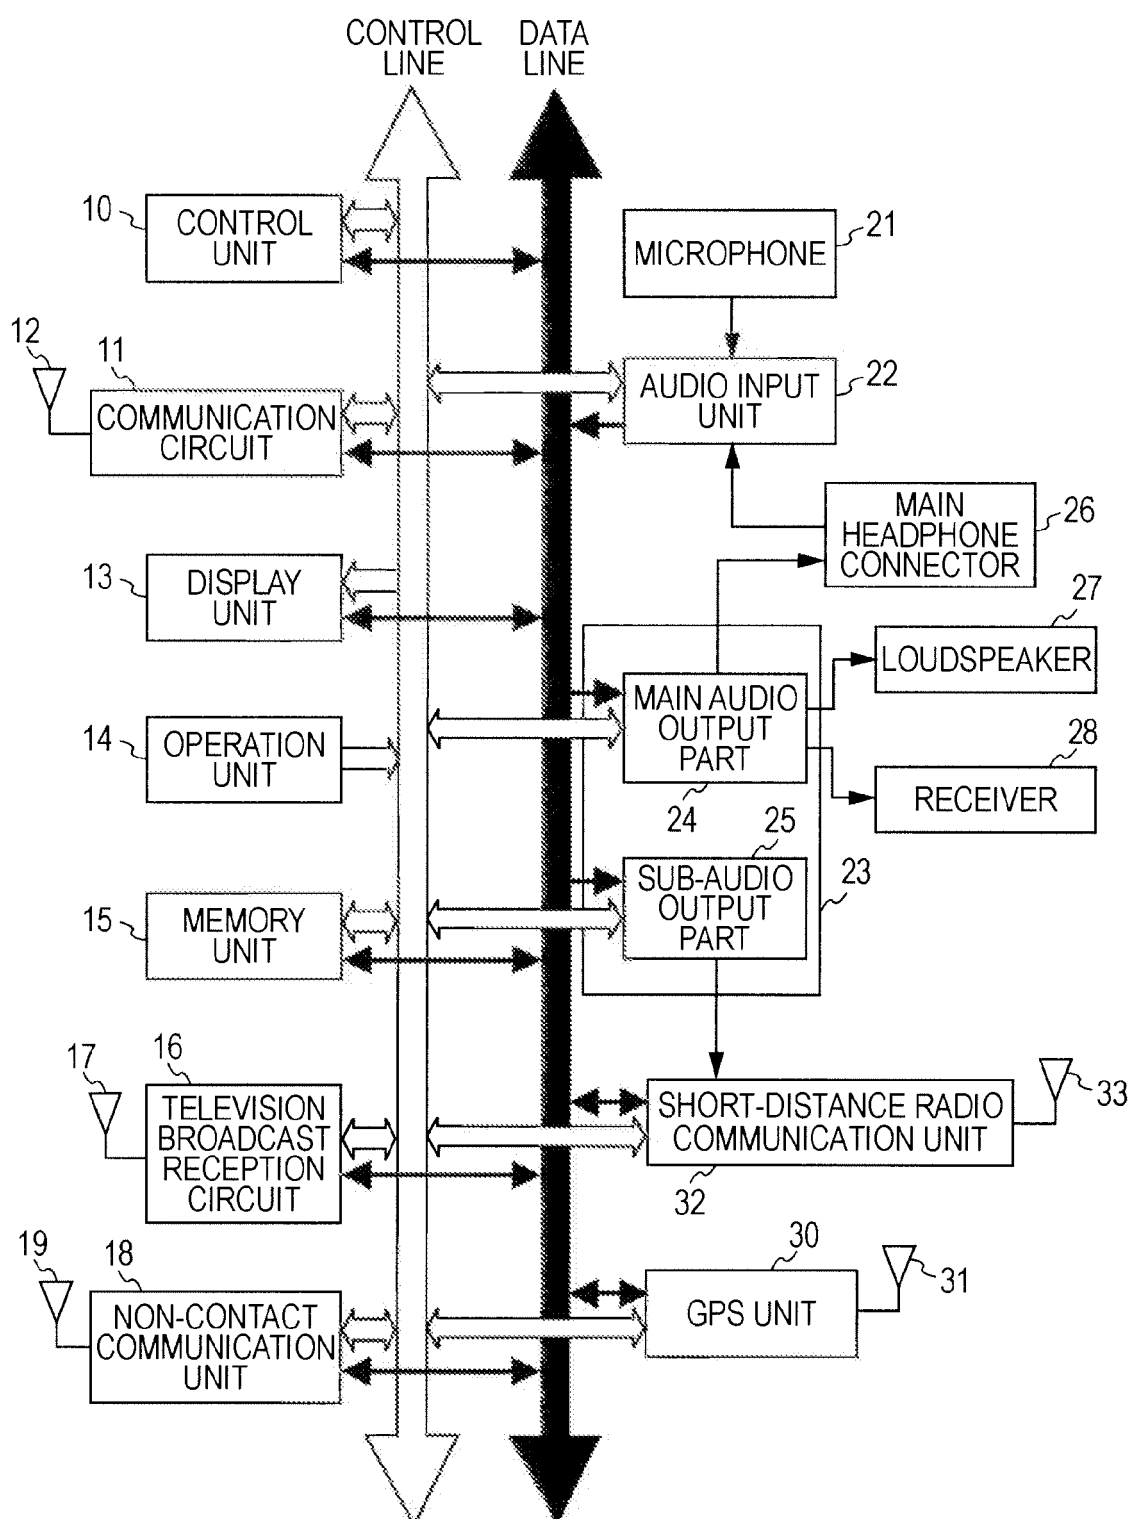 CONTROL
LINE
DATA
LINE
10
CONTROL
UNIT
21
MICROPHONE
12
11
COMMUNICATION
CIRCUIT
AUDIO INPUT
UNIT
22
MAIN
HEADPHONE
CONNECTOR
26
13
DISPLAY
UNIT
27
LOUDSPEAKER
14
OPERATION
UNIT
MAIN AUDIO
OUTPUT
PART
24
28
RECEIVER
25
SUB-AUDIO
OUTPUT
PART
23
15
MEMORY
UNIT
17
16
TELEVISION
BROADCAST
RECEPTION
CIRCUIT
SHORT-DISTANCE RADIO
COMMUNICATION UNIT
32
33
19
18
NON-CONTACT
COMMUNICATION
UNIT
30
GPS UNIT
31